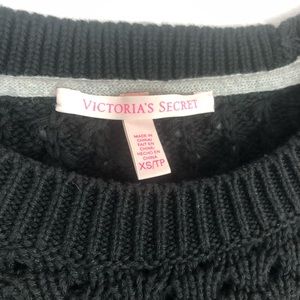 VICTORIA'S SECRET
MADE IN
CHINA/
FAIT EN
CHINE/
HECHO EN
CHINA
XS/TP